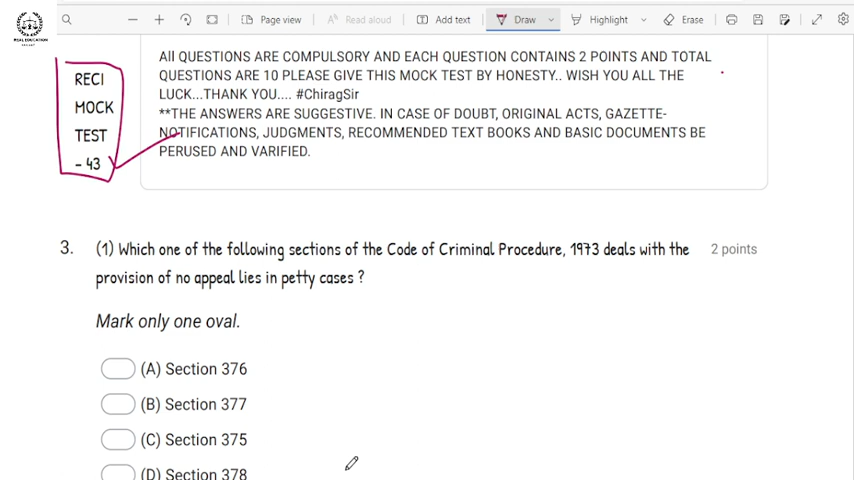 REAL EDUCATION
Page view
Read aloud
Add text
Draw
Highlight
Erase
RECI
MOCK
TEST
- 43
All QUESTIONS ARE COMPULSORY AND EACH QUESTION CONTAINS 2 POINTS AND TOTAL
QUESTIONS ARE 10 PLEASE GIVE THIS MOCK TEST BY HONESTY.. WISH YOU ALL THE
LUCK...THANK YOU.... #ChiragSir
**THE ANSWERS ARE SUGGESTIVE. IN CASE OF DOUBT, ORIGINAL ACTS, GAZETTE-
NOTIFICATIONS, JUDGMENTS, RECOMMENDED TEXT BOOKS AND BASIC DOCUMENTS BE
PERUSED AND VARIFIED.
3. (1) Which one of the following sections of the Code of Criminal Procedure, 1973 deals with the 2 points
provision of no appeal lies in petty cases ?
Mark only one oval.
(A) Section 376
(B) Section 377
(C) Section 375
(D) Section 378